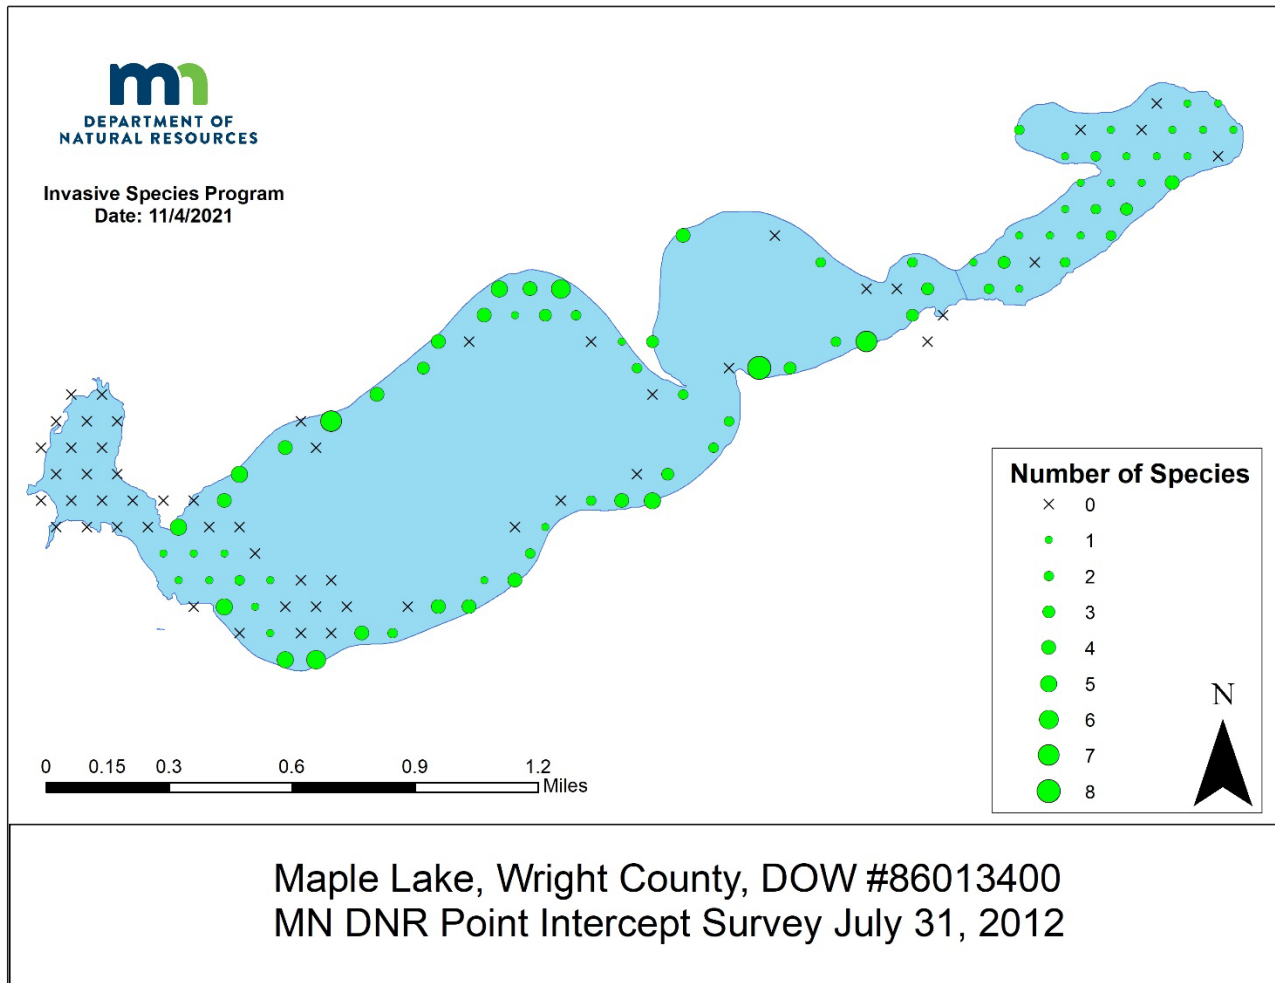 mn
DEPARTMENT OF
NATURAL RESOURCES
Invasive Species Program
Date: 11/4/2021
Number of Species
0
1
2
3
4
5
6
7
8
N
0 0.15 0.3 0.6 0.9 1.2
Miles
Maple Lake, Wright County, DOW #86013400
MN DNR Point Intercept Survey July 31, 2012